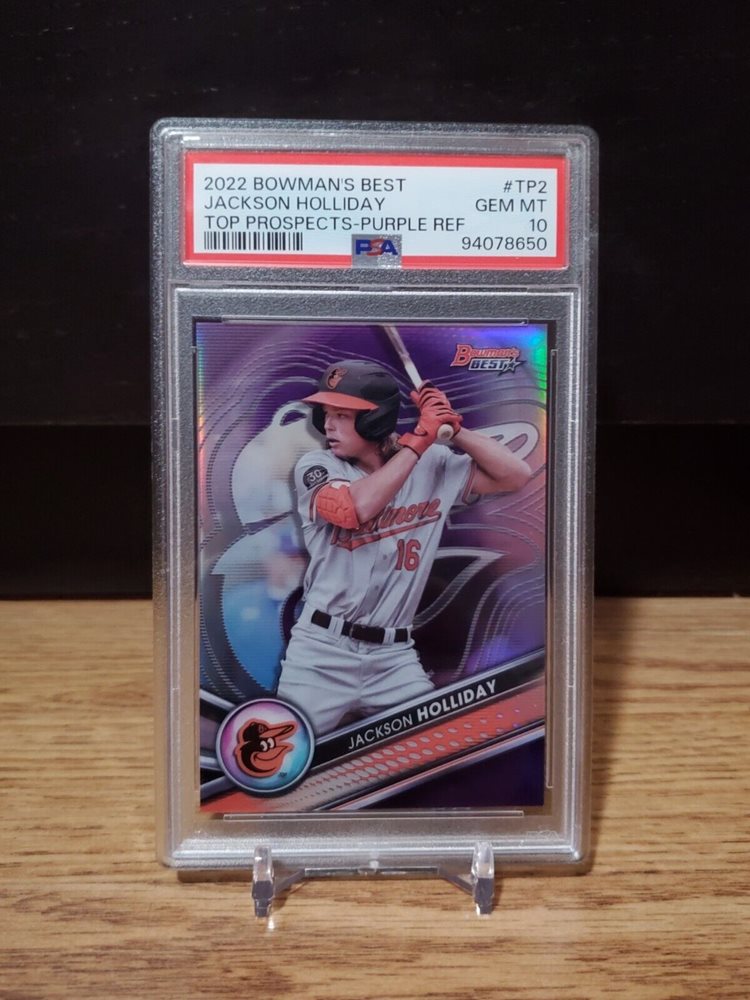 2022 BOWMAN'S BEST #TP2
JACKSON HOLLIDAY GEM MT
TOP PROSPECTS-PURPLE REF 10
PSA 94078650
BOWMAN'S
BEST
30
Baltimore
16
JACKSON HOLLIDAY